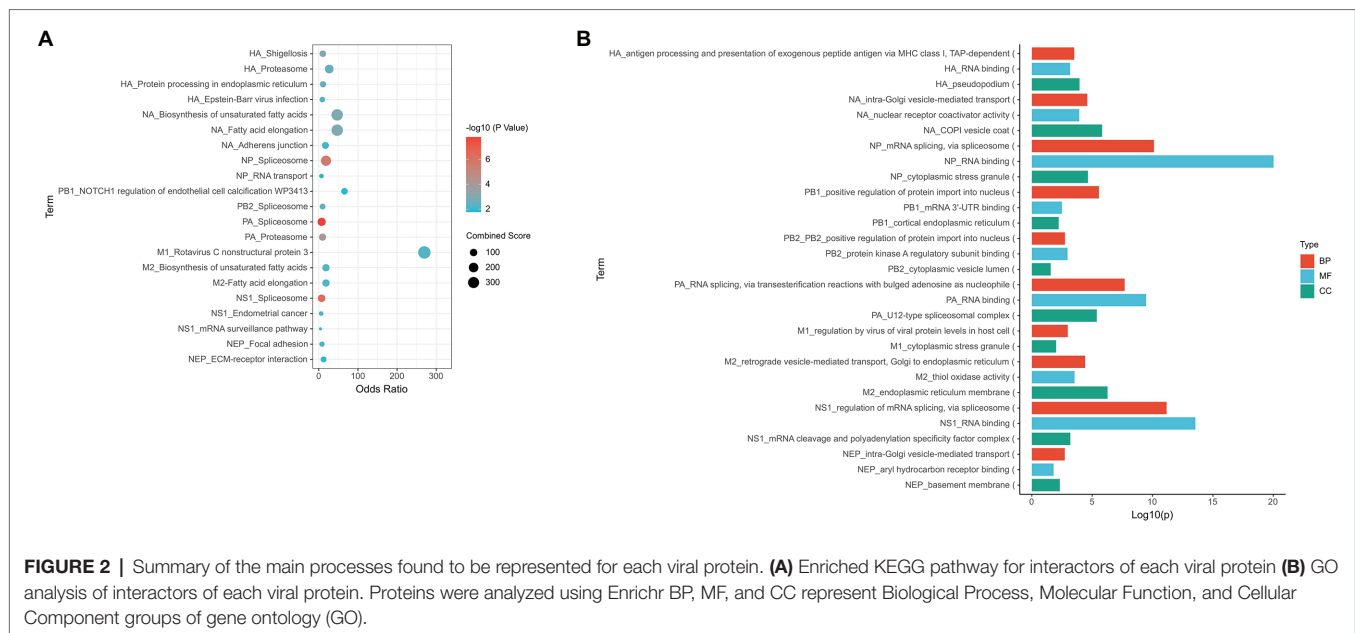 A
HA_Shigellosis
HA_Proteasome
HA_Protein processing in endoplasmic reticulum
HA_Epstein-Barr virus infection
NA_Biosynthesis of unsaturated fatty acids
NA_Fatty acid elongation
NA_Adherens junction
NP_Spliceosome
NP_RNA transport
PB1_NOTCH1 regulation of endothelial cell calcification WP3413
PB2_Spliceosome
PA_Spliceosome
PA_Proteasome
M1_Rotavirus C nonstructural protein 3
M2_Biosynthesis of unsaturated fatty acids
M2-Fatty acid elongation
NS1_Spliceosome
NS1_Endometrial cancer
NS1_mRNA surveillance pathway
NEP_Focal adhesion
NEP_ECM-receptor interaction
Term
0 100 200 300
Odds Ratio
-log10 (P Value)
6
4
2
Combined Score
100
200
300
B
HA_antigen processing and presentation of exogenous peptide antigen via MHC class I, TAP-dependent (
HA_RNA binding (
HA_pseudopodium (
NA_intra-Golgi vesicle-mediated transport (
NA_nuclear receptor coactivator activity (
NA_COPI vesicle coat (
NP_mRNA splicing, via spliceosome (
NP_RNA binding (
NP_cytoplasmic stress granule (
PB1_positive regulation of protein import into nucleus (
PB1_mRNA 3'-UTR binding (
PB1_cortical endoplasmic reticulum (
PB2_PB2_positive regulation of protein import into nucleus (
PB2_protein kinase A regulatory subunit binding (
PB2_cytoplasmic vesicle lumen (
PA_RNA splicing, via transesterification reactions with bulged adenosine as nucleophile (
PA_RNA binding (
PA_U12-type spliceosomal complex (
M1_regulation by virus of viral protein levels in host cell (
M1_cytoplasmic stress granule (
M2_retrograde vesicle-mediated transport, Golgi to endoplasmic reticulum (
M2_thiol oxidase activity (
M2_endoplasmic reticulum membrane (
NS1_regulation of mRNA splicing, via spliceosome (
NS1_RNA binding (
NS1_mRNA cleavage and polyadenylation specificity factor complex (
NEP_intra-Golgi vesicle-mediated transport (
NEP_aryl hydrocarbon receptor binding (
NEP_basement membrane (
Term
0 5 10 15 20
Log10(p)
Type
BP
MF
CC
FIGURE 2 | Summary of the main processes found to be represented for each viral protein. (A) Enriched KEGG pathway for interactors of each viral protein (B) GO
analysis of interactors of each viral protein. Proteins were analyzed using Enrichr BP, MF, and CC represent Biological Process, Molecular Function, and Cellular
Component groups of gene ontology (GO).